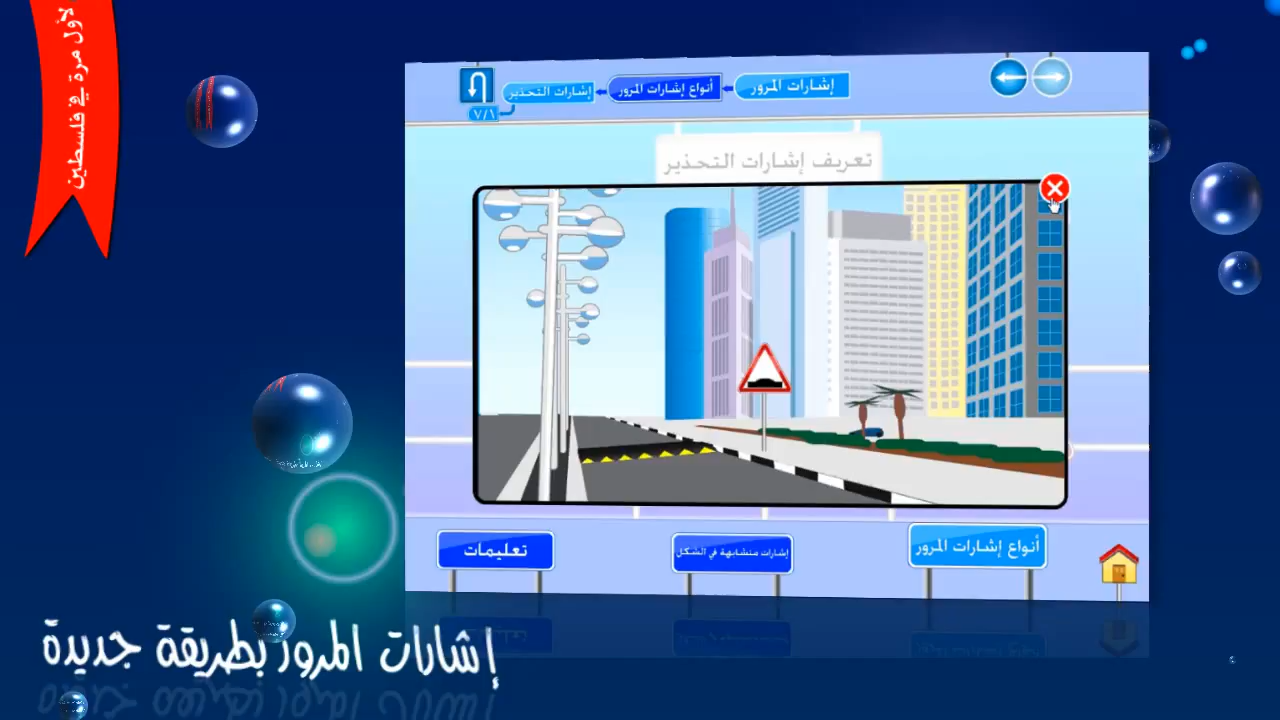 لأول مرة في فلسطين
إشارات المرور
أنواع إشارات المرور
إشارات التحذير
٧/١
تعريف إشارات التحذير
أنواع إشارات المرور
إشارات متشابهة في الشكل
تعليمات
إشارات المرور بطريقة جديدة